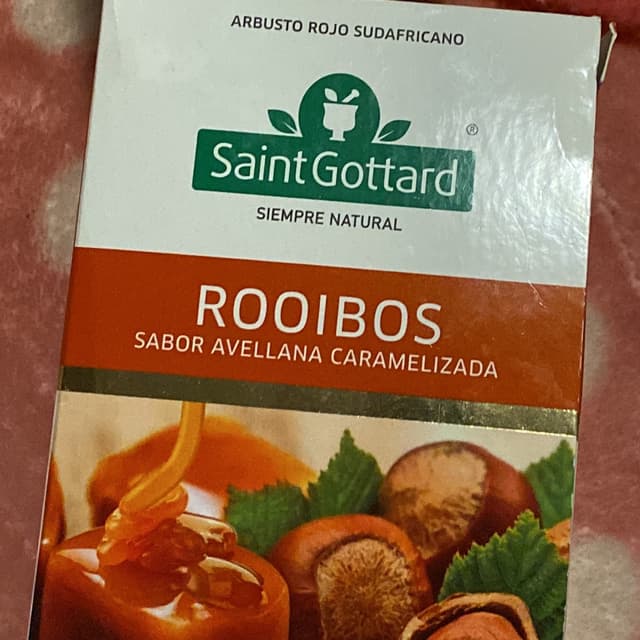 ARBUSTO ROJO SUDAFRICANO
Saint Gottard®
SIEMPRE NATURAL
ROOIBOS
SABOR AVELLANA CARAMELIZADA